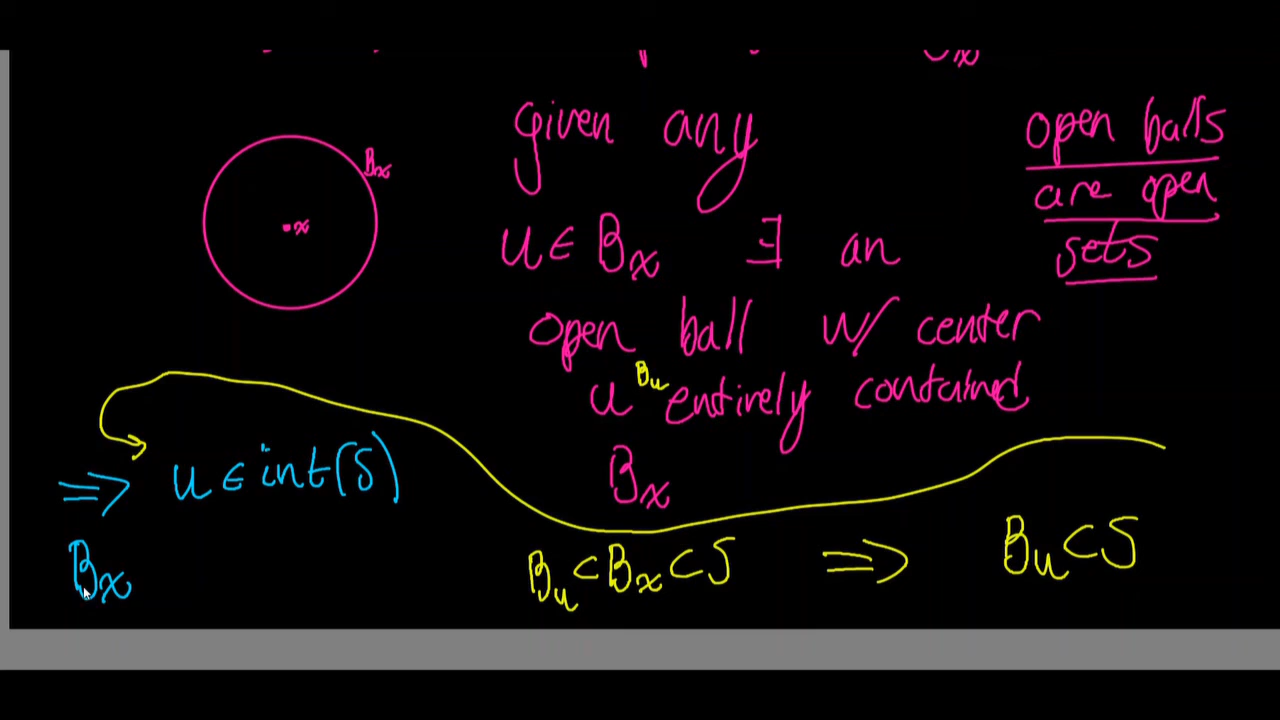 given any
u ∈ Bx ∃ an
open ball w/ center
u Bu entirely contained
Bx
open balls
are open
sets
Bx
x
⇒ u ∈ int(S)
Bx
Bu ⊂ Bx ⊂ S ⇒ Bu ⊂ S